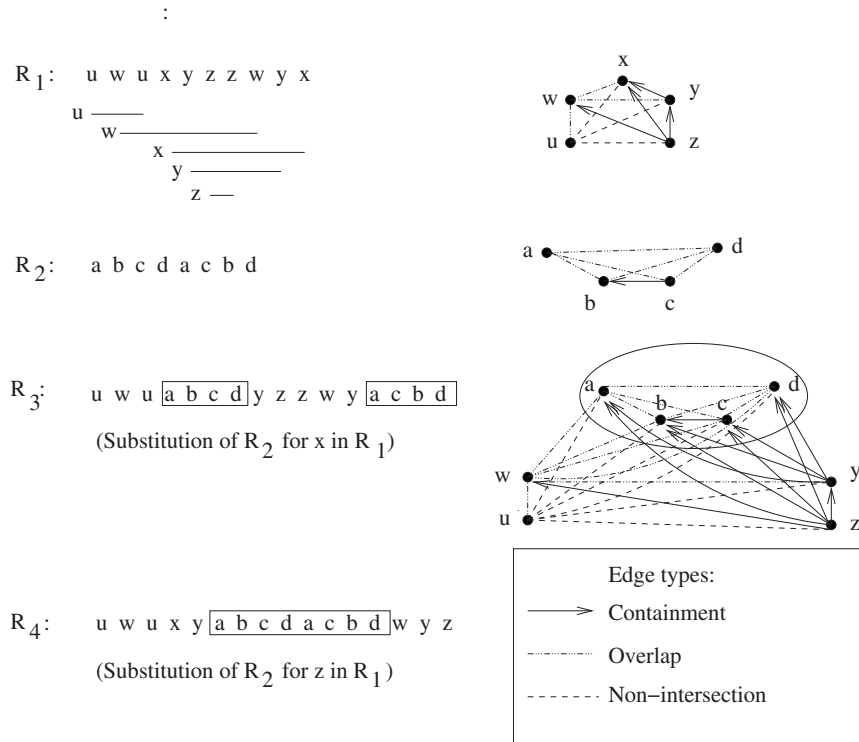 :
R1: u w u x y z z w y x
u
w
x
y
z
x
w y
u z
R2: a b c d a c b d
a d
b c
R3: u w u a b c d y z z w y a c b d
(Substitution of R2 for x in R1)
a d
b c
w y
u z
R4: u w u x y a b c d a c b d w y z
(Substitution of R2 for z in R1)
Edge types:
Containment
Overlap
Non−intersection